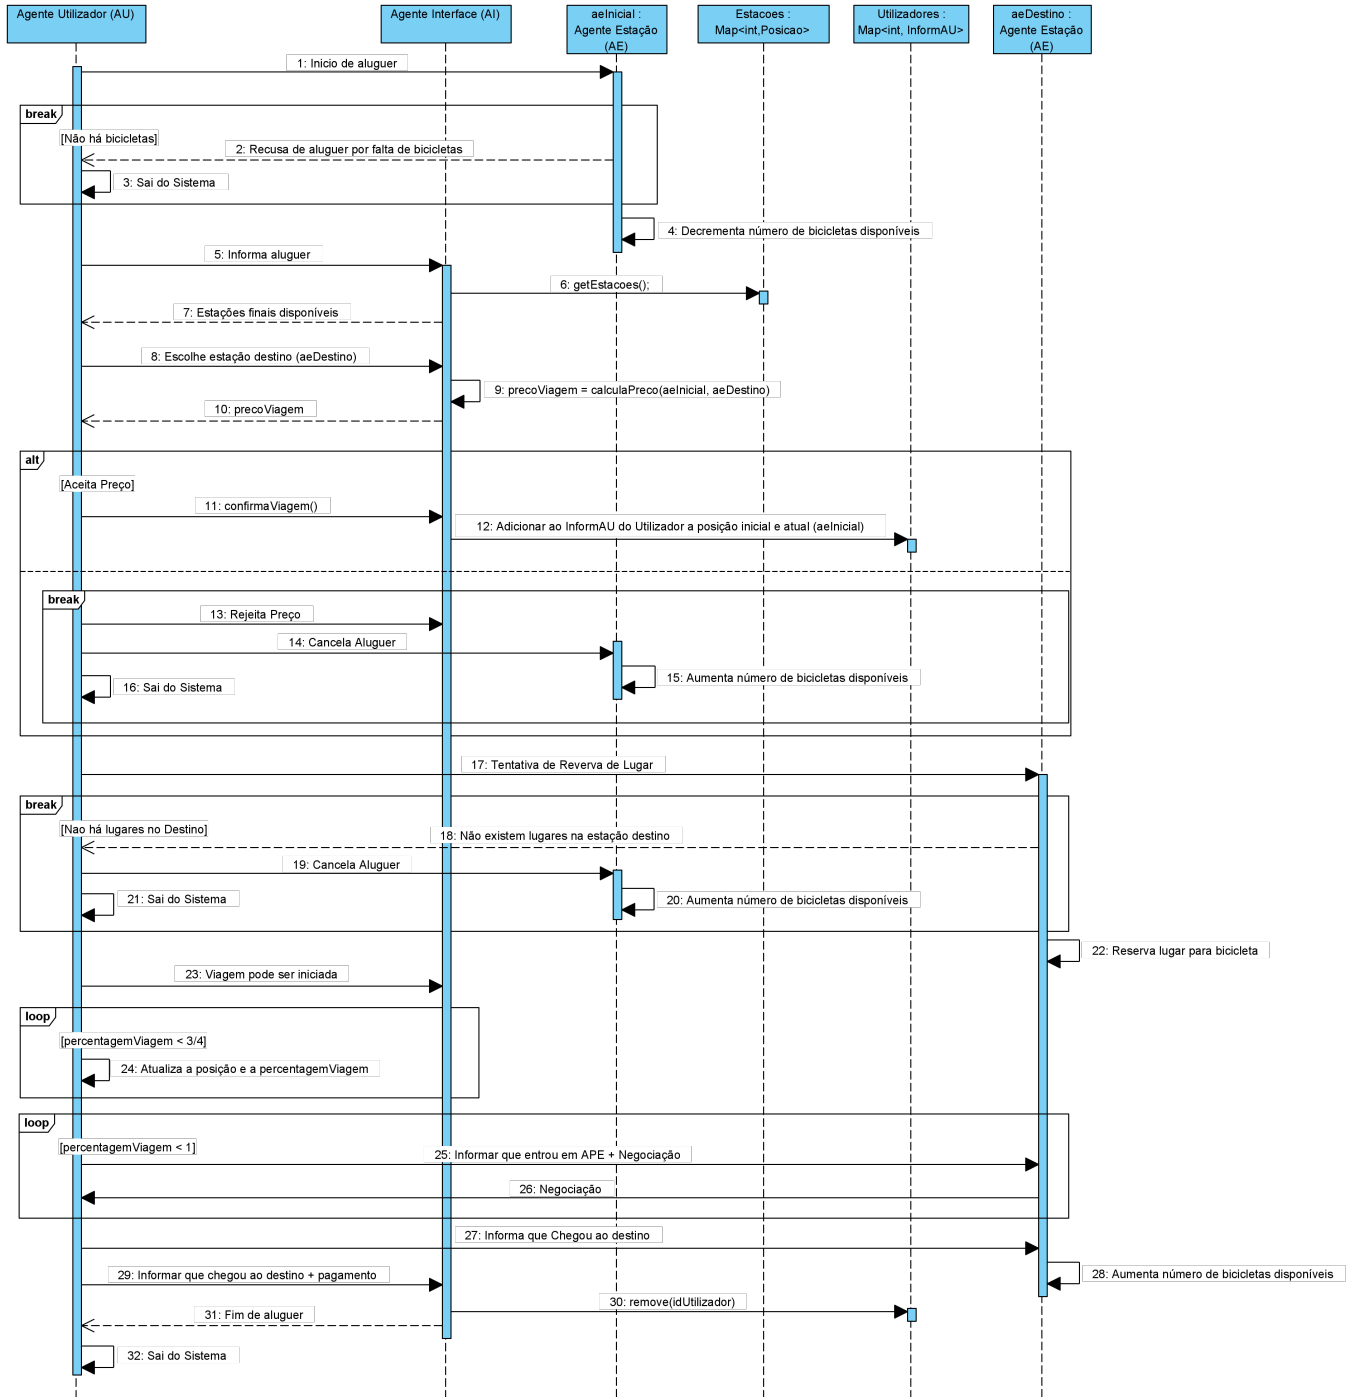 Agente Utilizador (AU)
Agente Interface (AI)
aeInicial :
Agente Estação
(AE)
Estacoes :
Map<int,Posicao>
Utilizadores :
Map<int, InformAU>
aeDestino :
Agente Estação
(AE)
1: Inicio de aluguer
break
[Não há bicicletas]
2: Recusa de aluguer por falta de bicicletas
3: Sai do Sistema
4: Decrementa número de bicicletas disponíveis
5: Informa aluguer
6: getEstacoes();
7: Estações finais disponíveis
8: Escolhe estação destino (aeDestino)
9: precoViagem = calculaPreco(aeInicial, aeDestino)
10: precoViagem
alt
[Aceita Preço]
11: confirmaViagem()
12: Adicionar ao InformAU do Utilizador a posição inicial e atual (aeInicial)
break
13: Rejeita Preço
14: Cancela Aluguer
15: Aumenta número de bicicletas disponíveis
16: Sai do Sistema
17: Tentativa de Reverva de Lugar
break
[Nao há lugares no Destino]
18: Não existem lugares na estação destino
19: Cancela Aluguer
21: Sai do Sistema
20: Aumenta número de bicicletas disponíveis
22: Reserva lugar para bicicleta
23: Viagem pode ser iniciada
loop
[percentagemViagem < 3/4]
24: Atualiza a posição e a percentagemViagem
loop
[percentagemViagem < 1]
25: Informar que entrou em APE + Negociação
26: Negociação
27: Informa que Chegou ao destino
28: Aumenta número de bicicletas disponíveis
29: Informar que chegou ao destino + pagamento
30: remove(idUtilizador)
31: Fim de aluguer
32: Sai do Sistema